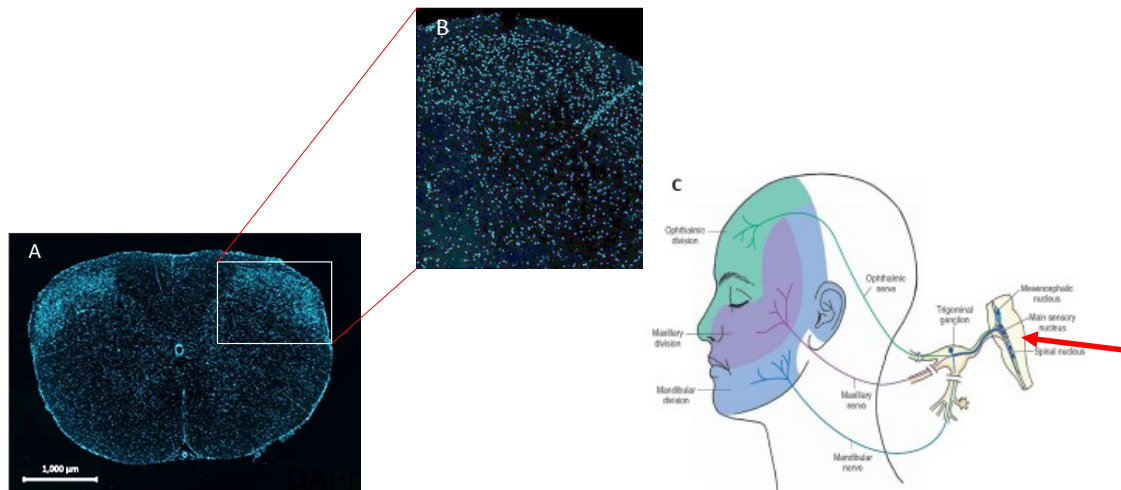 B
C
Ophthalmic
division
Ophthalmic
nerve
Mesencephalic
nucleus
Trigeminal
ganglion
Main sensory
nucleus
Spinal nucleus
Maxillary
division
Mandibular
division
Maxillary
nerve
Mandibular
nerve
A
1,000 µm
DAPI